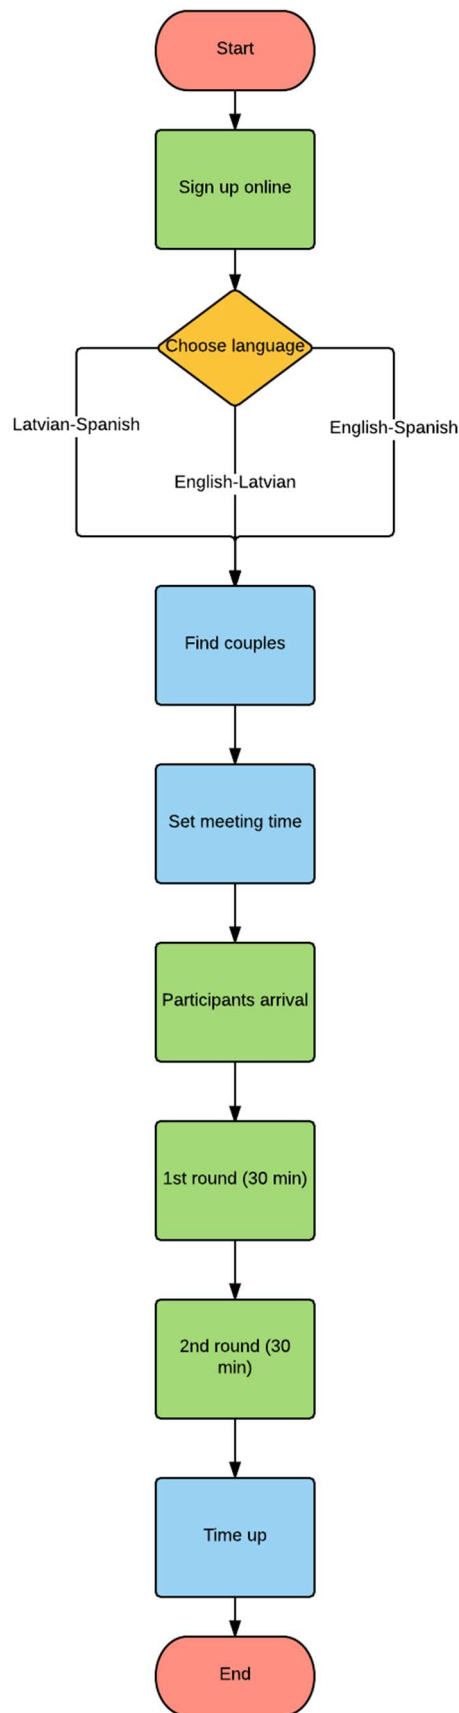 Start
Sign up online
Choose language
Latvian-Spanish
English-Spanish
English-Latvian
Find couples
Set meeting time
Participants arrival
1st round (30 min)
2nd round (30
min)
Time up
End